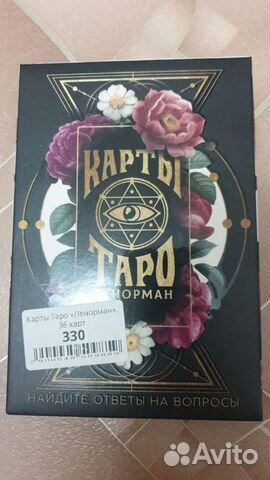 КАРТЫ
ТАРО
НОРМАН
Карты Таро «Ленорман»,
36 карт
330
НАЙДИТЕ ОТВЕТЫ НА ВОПРОСЫ
Avito